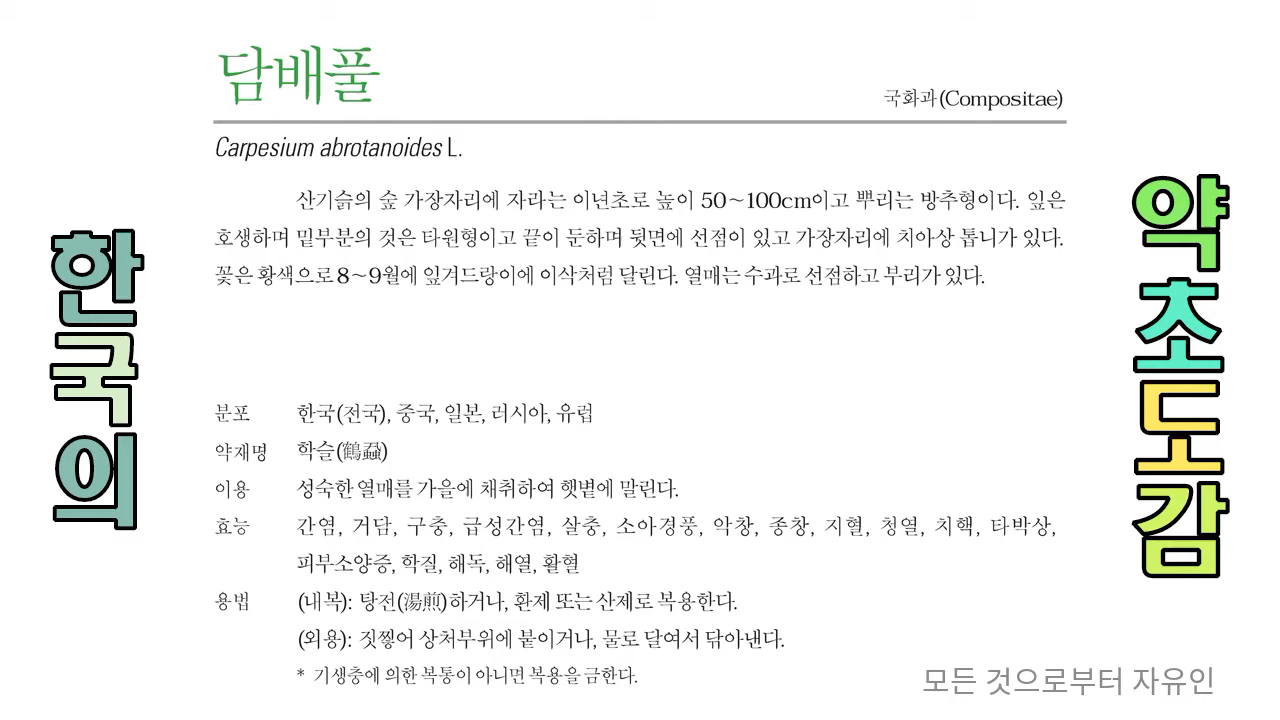 담배풀
국화과(Compositae)
Carpesium abrotanoides L.
산기슭의 숲 가장자리에 자라는 이년초로 높이 50~100cm이고 뿌리는 방추형이다. 잎은
호생하며 밑부분의 것은 타원형이고 끝이 둔하며 뒷면에 선점이 있고 가장자리에 치아상 톱니가 있다.
꽃은 황색으로 8~9월에 잎겨드랑이에 이삭처럼 달린다. 열매는 수과로 선점하고 부리가 있다.
분포 한국(전국), 중국, 일본, 러시아, 유럽
약재명 학슬(鶴蝨)
이용 성숙한 열매를 가을에 채취하여 햇볕에 말린다.
효능 간염, 거담, 구충, 급성간염, 살충, 소아경풍, 악창, 종창, 지혈, 청열, 치핵, 타박상,
피부소양증, 학질, 해독, 해열, 활혈
용법 (내복): 탕전(湯煎)하거나, 환제 또는 산제로 복용한다.
(외용): 짓찧어 상처부위에 붙이거나, 물로 달여서 닦아낸다.
* 기생충에 의한 복통이 아니면 복용을 금한다.
한국의
약초도감
모든 것으로부터 자유인